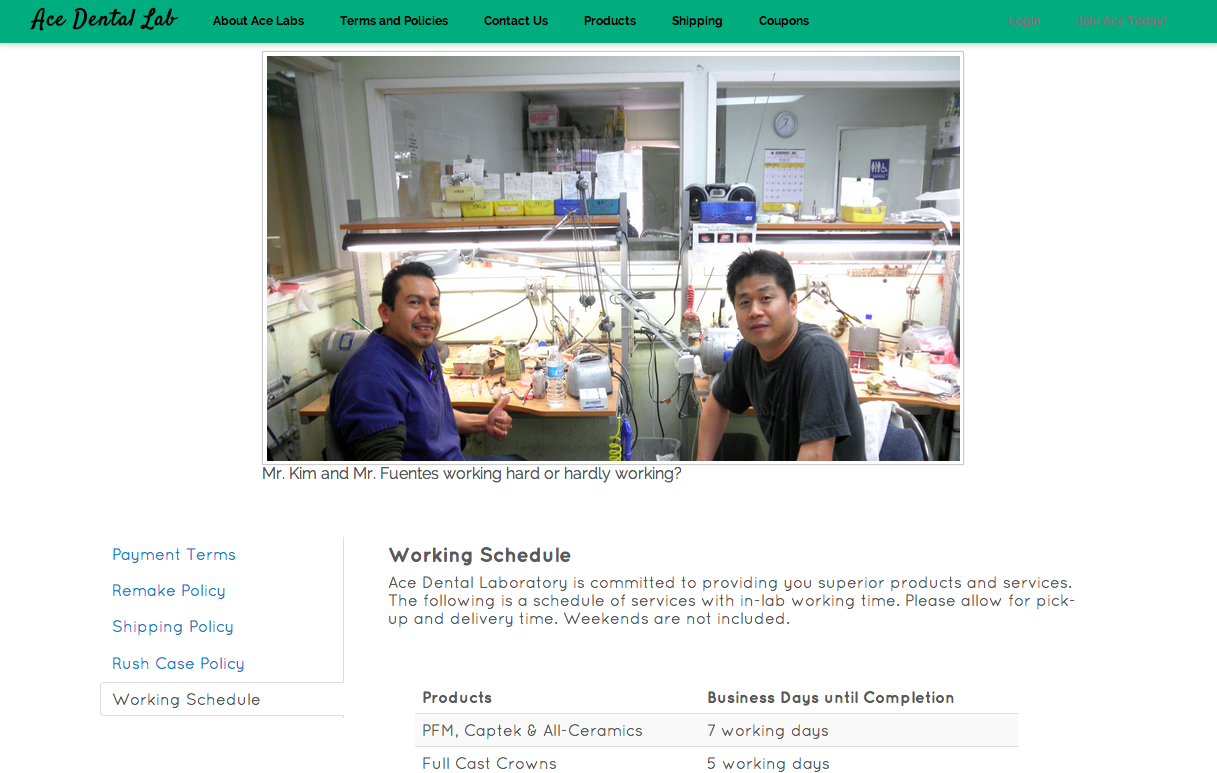 Ace Dental Lab
About Ace Labs
Terms and Policies
Contact Us
Products
Shipping
Coupons
Login
Join Ace Today!
Mr. Kim and Mr. Fuentes working hard or hardly working?
Payment Terms
Remake Policy
Shipping Policy
Rush Case Policy
Working Schedule
Working Schedule
Ace Dental Laboratory is committed to providing you superior products and services.
The following is a schedule of services with in-lab working time. Please allow for pick-
up and delivery time. Weekends are not included.
Products Business Days until Completion
PFM, Captek & All-Ceramics 7 working days
Full Cast Crowns 5 working days